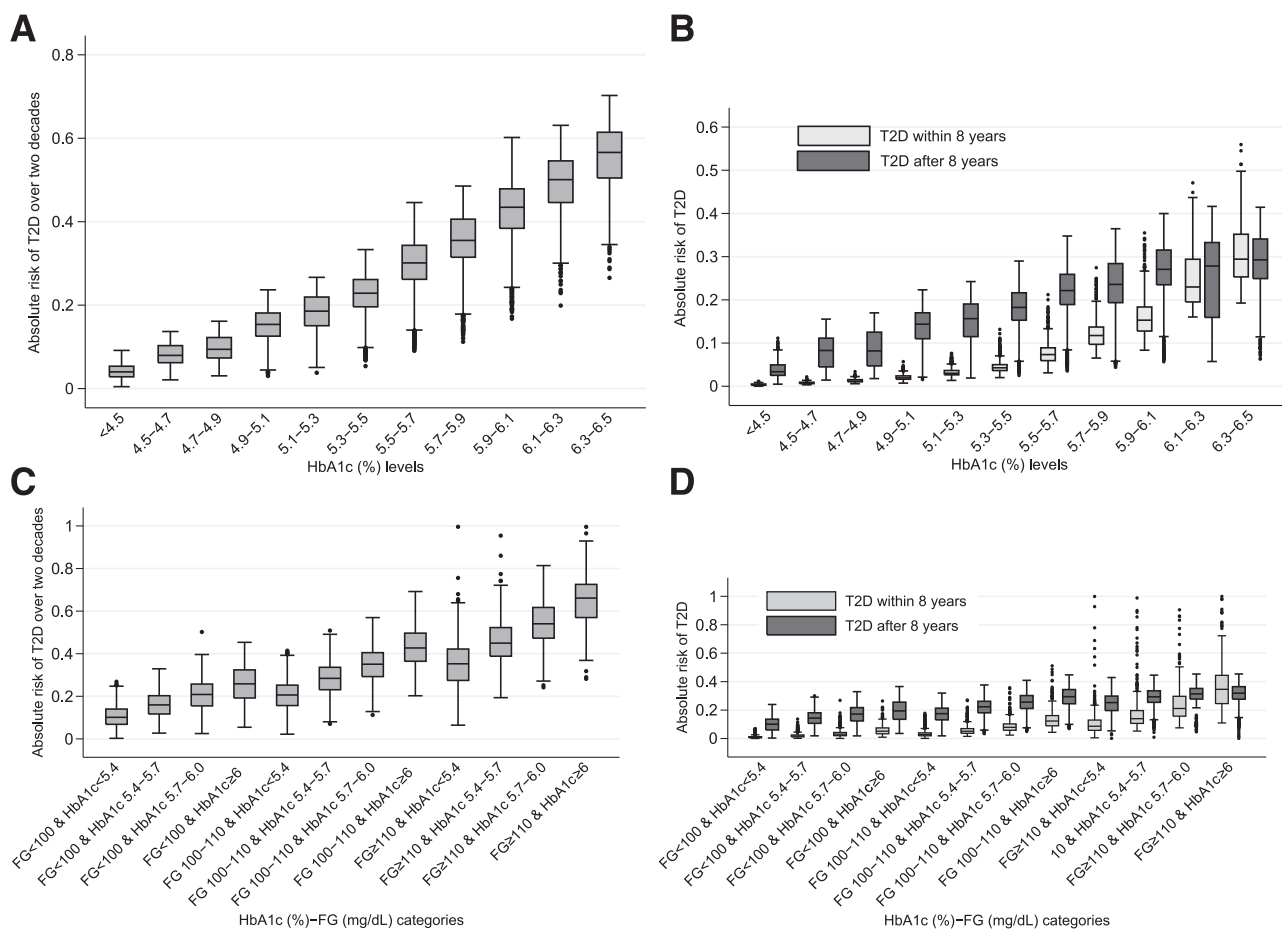 A
Absolute risk of T2D over two decades
0.8
0.6
0.4
0.2
0
<4.5
4.5–4.7
4.7–4.9
4.9–5.1
5.1–5.3
5.3–5.5
5.5–5.7
5.7–5.9
5.9–6.1
6.1–6.3
6.3–6.5
HbA1c (%) levels
B
Absolute risk of T2D
0.6
0.5
0.4
0.3
0.2
0.1
0
T2D within 8 years
T2D after 8 years
<4.5
4.5–4.7
4.7–4.9
4.9–5.1
5.1–5.3
5.3–5.5
5.5–5.7
5.7–5.9
5.9–6.1
6.1–6.3
6.3–6.5
HbA1c (%) levels
C
Absolute risk of T2D over two decades
1
0.8
0.6
0.4
0.2
0
FG<100 & HbA1c<5.4
FG<100 & HbA1c 5.4–5.7
FG<100 & HbA1c 5.7–6.0
FG<100 & HbA1c≥6
FG 100–110 & HbA1c<5.4
FG 100–110 & HbA1c 5.4–5.7
FG 100–110 & HbA1c 5.7–6.0
FG 100–110 & HbA1c≥6
FG≥110 & HbA1c<5.4
FG≥110 & HbA1c 5.4–5.7
FG≥110 & HbA1c 5.7–6.0
FG≥110 & HbA1c≥6
HbA1c (%)–FG (mg/dL) categories
D
Absolute risk of T2D
1
0.8
0.6
0.4
0.2
0
T2D within 8 years
T2D after 8 years
FG<100 & HbA1c<5.4
FG<100 & HbA1c 5.4–5.7
FG<100 & HbA1c 5.7–6.0
FG<100 & HbA1c≥6
FG 100–110 & HbA1c<5.4
FG 100–110 & HbA1c 5.4–5.7
FG 100–110 & HbA1c 5.7–6.0
FG 100–110 & HbA1c≥6
FG≥110 & HbA1c<5.4
10 & HbA1c 5.4–5.7
FG≥110 & HbA1c 5.7–6.0
FG≥110 & HbA1c≥6
HbA1c (%)–FG (mg/dL) categories